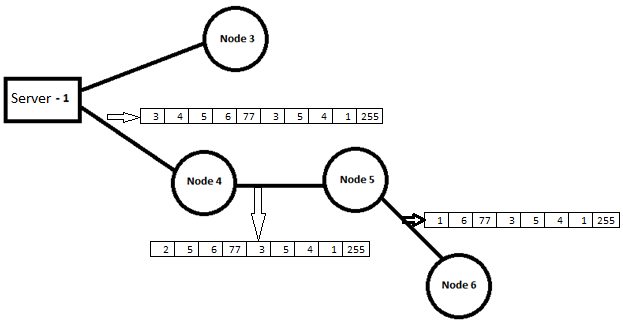 Node 3
Server - 1
3 4 5 6 77 3 5 4 1 255
Node 4
Node 5
1 6 77 3 5 4 1 255
2 5 6 77 3 5 4 1 255
Node 6